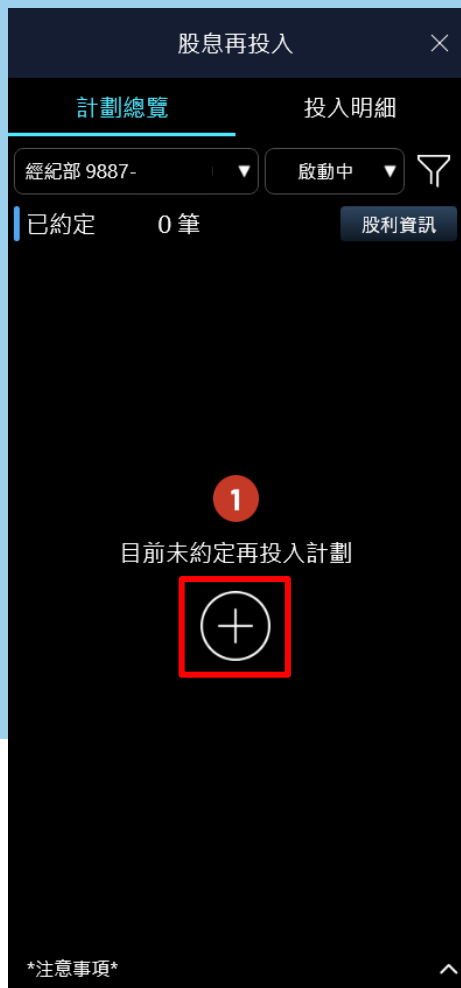 股息再投入
計劃總覽 投入明細
經紀部 9887- 啟動中
已約定 0 筆 股利資訊
1
目前未約定再投入計劃
*注意事項*